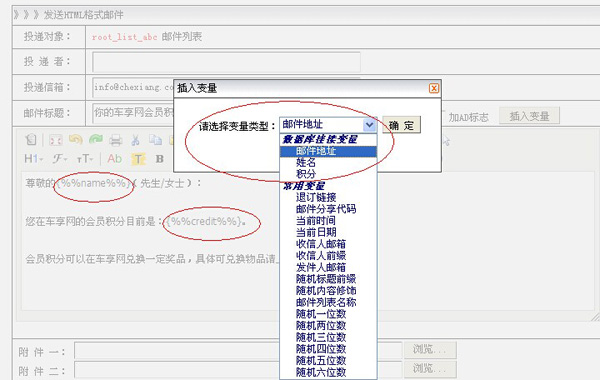 》》》发送HTML格式邮件
投递对象： root_list_abc 邮件列表
投 递 者：
投递信箱： info@chexiang.co
插入变量
邮件标题： 你的车享网会员积 加AD标志 插入变量
请选择变量类型： 邮件地址 确 定
数据库挂接变量
邮件地址
姓名
积分
常用变量
退订链接
邮件分享代码
当前时间
当前日期
收信人邮箱
收信人前缀
发件人邮箱
随机标题前缀
随机内容修饰
邮件列表名称
随机一位数
随机两位数
随机三位数
随机四位数
随机五位数
随机六位数
H1 F TT Ab T B
尊敬的{%%name%%}（先生/女士）：
您在车享网的会员积分目前是：{%%credit%%}。
会员积分可以在车享网兑换一定奖品，具体可兑换物品请
附 件 一： 浏览...
附 件 二： 浏览...